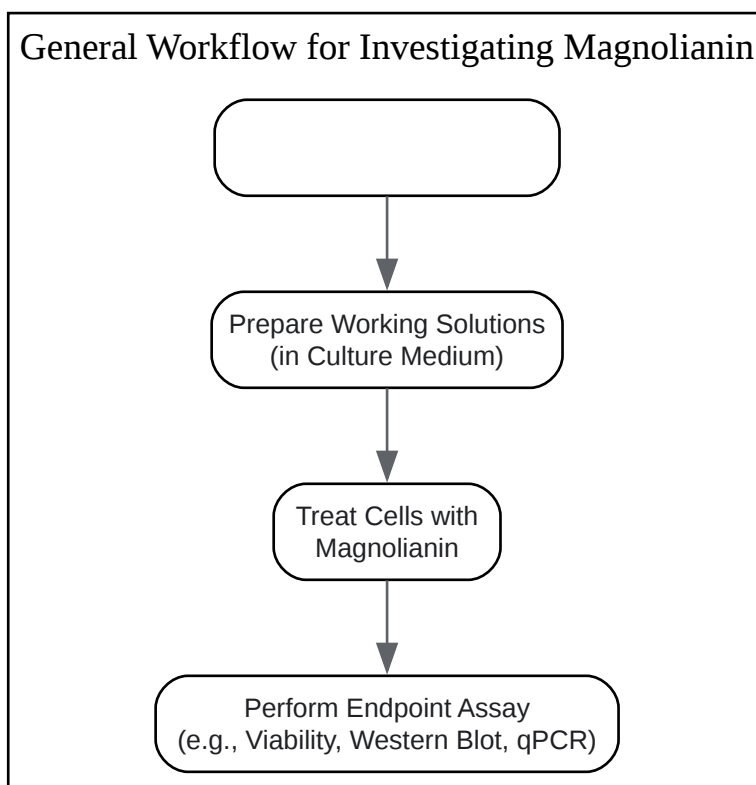 General Workflow for Investigating Magnolianin
Prepare Working Solutions
(in Culture Medium)
Treat Cells with
Magnolianin
Perform Endpoint Assay
(e.g., Viability, Western Blot, qPCR)